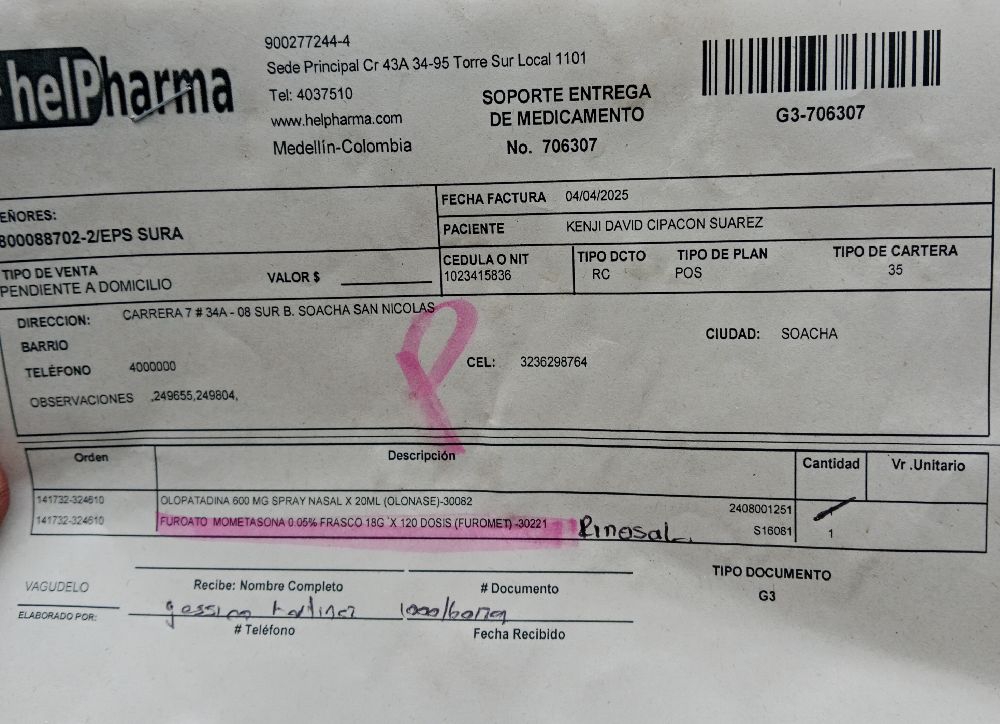 helPharma
900277244-4
Sede Principal Cr 43A 34-95 Torre Sur Local 1101
Tel: 4037510
www.helpharma.com
Medellín-Colombia
SOPORTE ENTREGA
DE MEDICAMENTO
No. 706307
G3-706307
EÑORES:
800088702-2/EPS SURA
FECHA FACTURA 04/04/2025
PACIENTE KENJI DAVID CIPACON SUAREZ
TIPO DE VENTA
PENDIENTE A DOMICILIO
VALOR $
CEDULA O NIT
1023415836
TIPO DCTO
RC
TIPO DE PLAN
POS
TIPO DE CARTERA
35
DIRECCION: CARRERA 7 # 34A - 08 SUR B. SOACHA SAN NICOLAS
BARRIO
CIUDAD: SOACHA
TELÉFONO 4000000
CEL: 3236298764
OBSERVACIONES ,249655,249804,
Orden Descripción Cantidad Vr .Unitario
141732-324610 OLOPATADINA 600 MG SPRAY NASAL X 20ML (OLONASE)-30082 2408001251
141732-324610 FUROATO MOMETASONA 0.05% FRASCO 18G X 120 DOSIS (FUROMET) -30221 Rinosal S16081 1
VAGUDELO
ELABORADO POR:
Recibe: Nombre Completo
# Documento
TIPO DOCUMENTO
G3
# Teléfono
Fecha Recibido